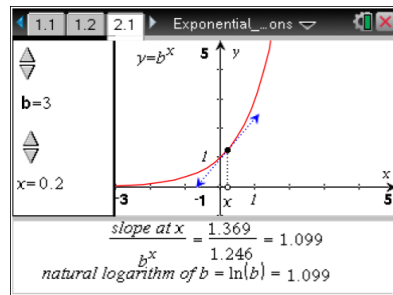 1.1 1.2 2.1 Exponential_...ons
y=b^x 5 y
b=3
x=0.2
1
x
-3 -1 x 1 5
slope at x / b^x = 1.369 / 1.246 = 1.099
natural logarithm of b = ln(b) = 1.099